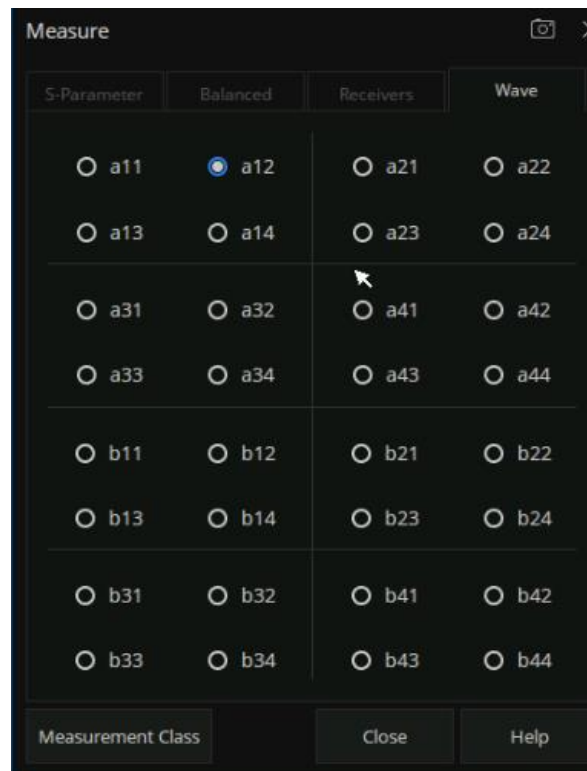 Measure
S-Parameter Balanced Receivers Wave
a11 a12 a21 a22
a13 a14 a23 a24
a31 a32 a41 a42
a33 a34 a43 a44
b11 b12 b21 b22
b13 b14 b23 b24
b31 b32 b41 b42
b33 b34 b43 b44
Measurement Class Close Help